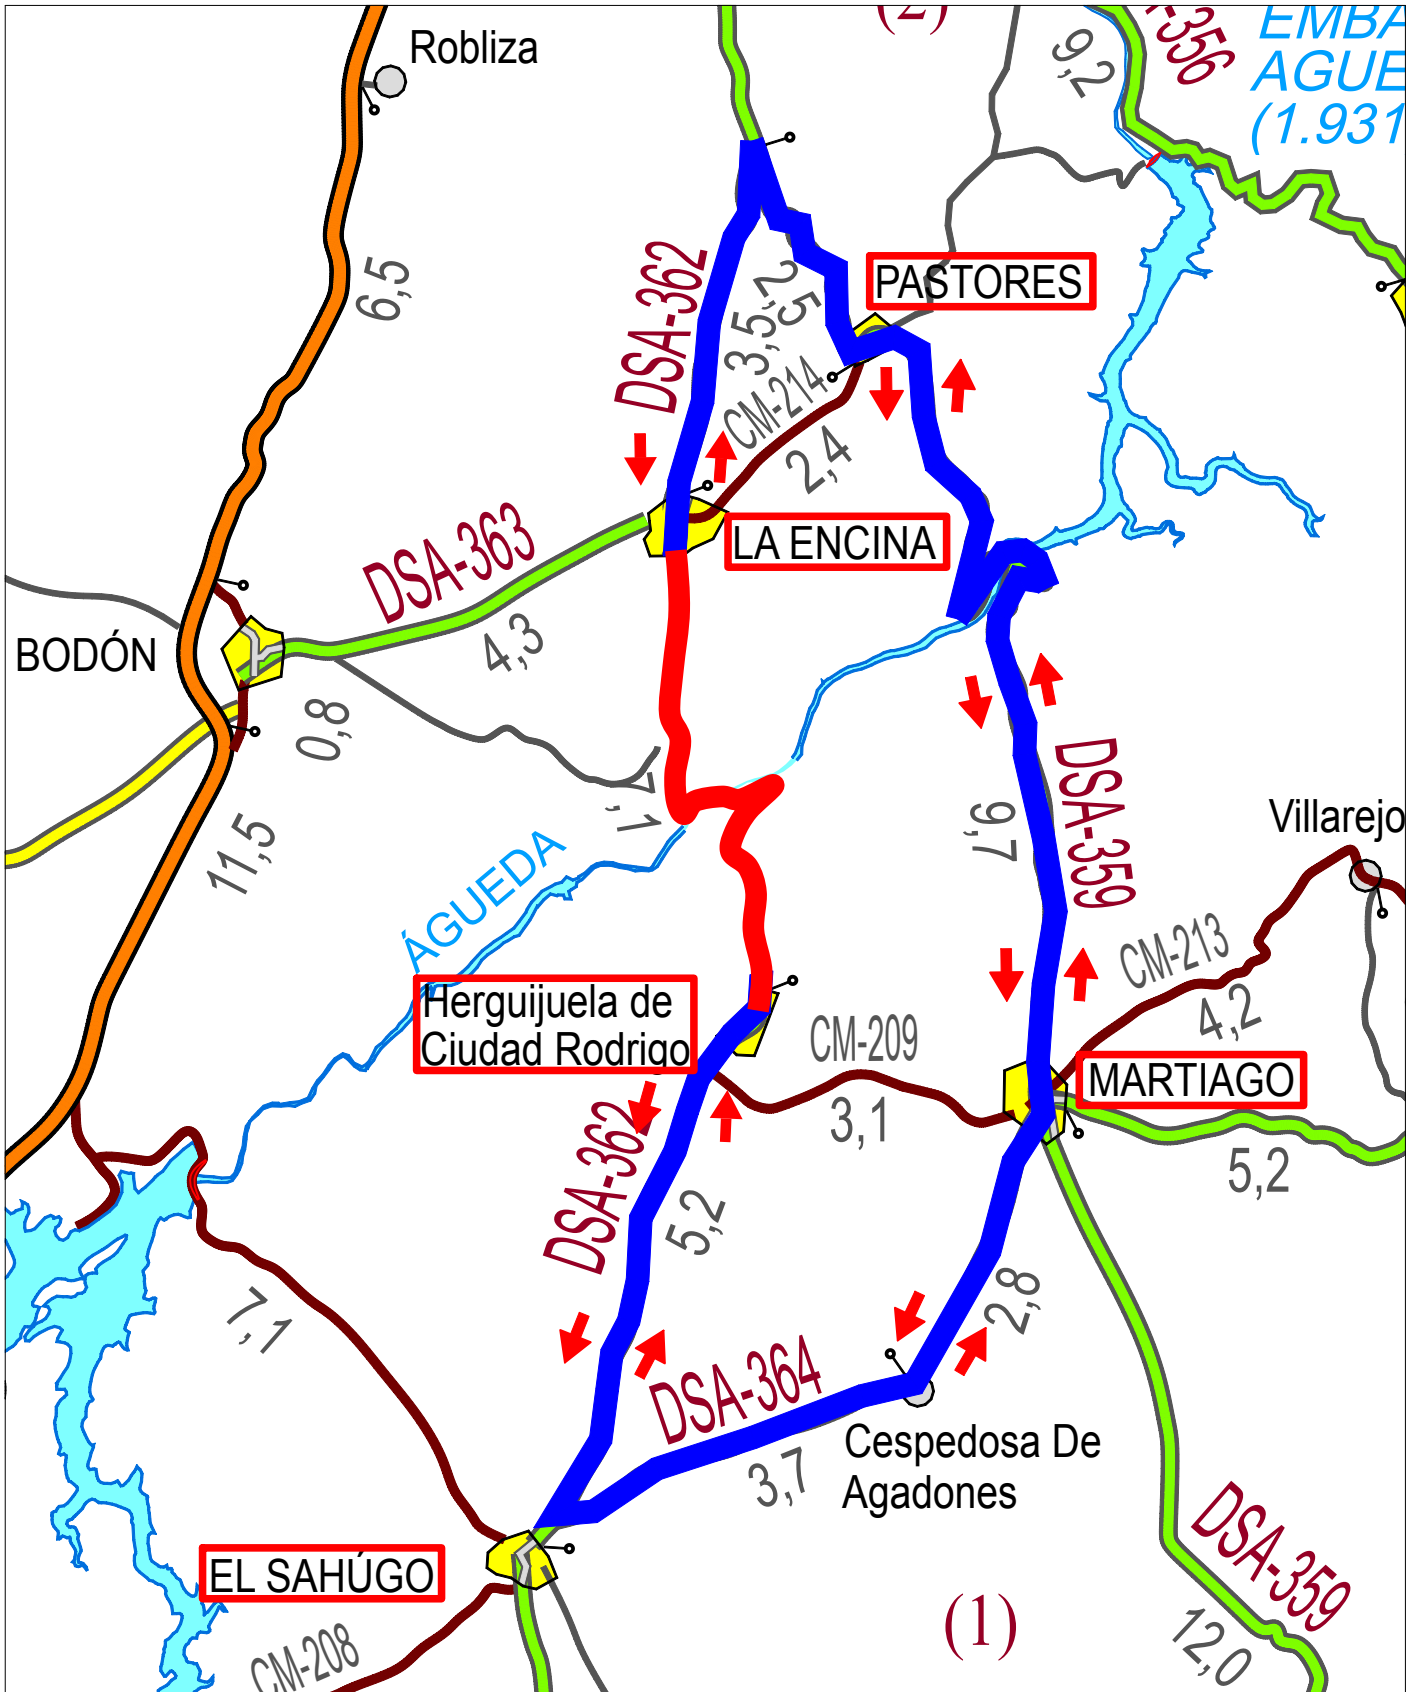 (2)
-356
EMBA
AGUE
(1.931
9,2
Robliza
6,5
DSA-362
2,5
3,5
PASTORES
CM-214
2,4
LA ENCINA
DSA-363
4,3
BODÓN
0,8
11,5
7,1
ÁGUEDA
DSA-359
9,7
Villarejo
CM-213
4,2
Herguijuela de
Ciudad Rodrigo
CM-209
3,1
MARTIAGO
5,2
DSA-362
5,2
7,1
2,8
DSA-364
3,7
Cespedosa De
Agadones
EL SAHÚGO
CM-208
(1)
DSA-359
12,0